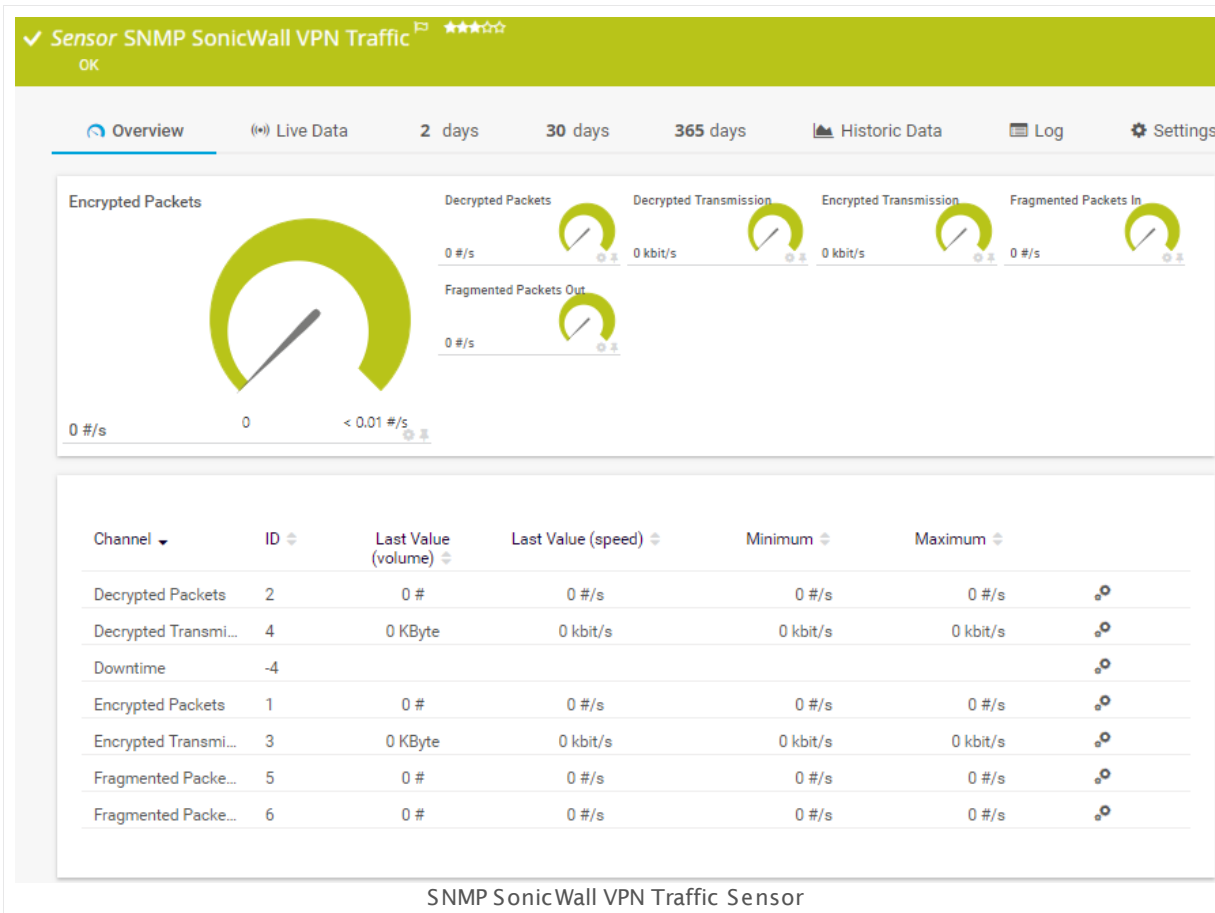 Sensor SNMP SonicWall VPN Traffic
OK
Overview
Live Data
2 days
30 days
365 days
Historic Data
Log
Settings
Encrypted Packets
0 #/s
0
< 0.01 #/s
Decrypted Packets
0 #/s
Decrypted Transmission
0 kbit/s
Encrypted Transmission
0 kbit/s
Fragmented Packets In
0 #/s
Fragmented Packets Out
0 #/s
Channel ID Last Value (volume) Last Value (speed) Minimum Maximum
Decrypted Packets 2 0 # 0 #/s 0 #/s 0 #/s
Decrypted Transmi... 4 0 KByte 0 kbit/s 0 kbit/s 0 kbit/s
Downtime -4
Encrypted Packets 1 0 # 0 #/s 0 #/s 0 #/s
Encrypted Transmi... 3 0 KByte 0 kbit/s 0 kbit/s 0 kbit/s
Fragmented Packe... 5 0 # 0 #/s 0 #/s 0 #/s
Fragmented Packe... 6 0 # 0 #/s 0 #/s 0 #/s
SNMP SonicWall VPN Traffic Sensor